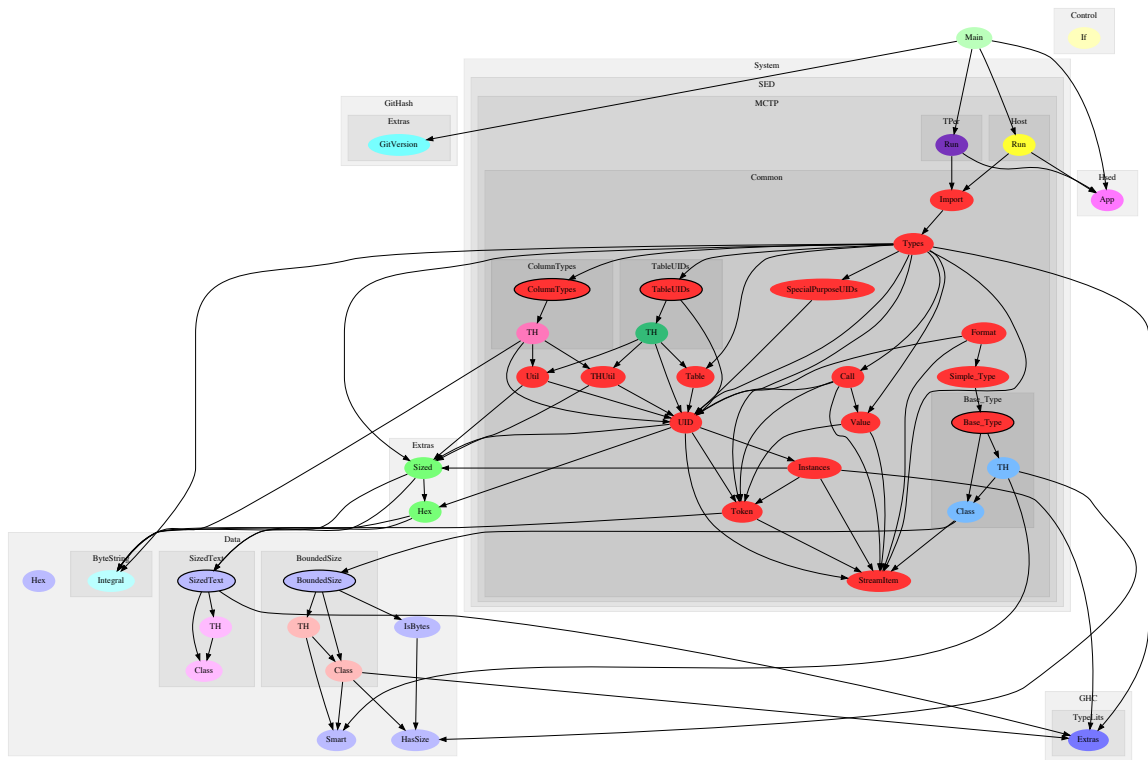 Control
If
Main
System
SED
MCTP
GitHash
Extras
GitVersion
TPer
Run
Host
Run
Common
Hsed
App
Import
Types
ColumnTypes
ColumnTypes
TableUIDs
TableUIDs
SpecialPurposeUIDs
TH
TH
Format
Util
THUtil
Table
Call
Simple_Type
Base_Type
UID
Value
Base_Type
Extras
Sized
Instances
TH
Hex
Token
Class
Data
Hex
ByteString
Integral
SizedText
SizedText
BoundedSize
BoundedSize
StreamItem
TH
TH
IsBytes
Class
Class
GHC
TypeLits
Smart
HasSize
Extras